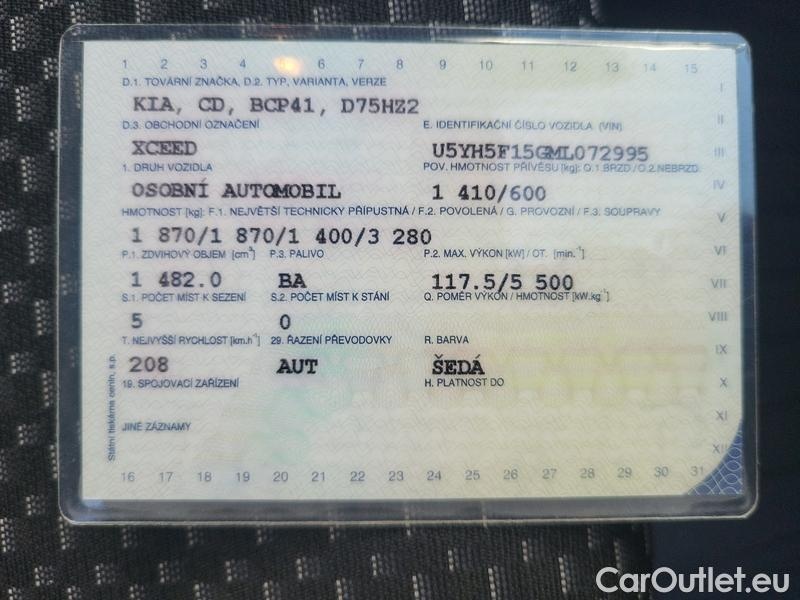 1 2 3 4 5 6 7 8 9 10 11 12 13 14 15
D.1. TOVÁRNÍ ZNAČKA, D.2. TYP, VARIANTA, VERZE
I
KIA, CD, BCP41, D75HZ2
II
D.3. OBCHODNÍ OZNAČENÍ E. IDENTIFIKAČNÍ ČÍSLO VOZIDLA (VIN)
XCEED U5YH5F15GML072995
III
1. DRUH VOZIDLA POV. HMOTNOST PŘÍVĚSU [kg]: O.1 BRZD./O.2.NEBRZD.
OSOBNÍ AUTOMOBIL 1 410/600
IV
HMOTNOST [kg]: F.1. NEJVĚTŠÍ TECHNICKY PŘÍPUSTNÁ / F.2. POVOLENÁ / G. PROVOZNÍ / F.3. SOUPRAVY
V
1 870/1 870/1 400/3 280
P.1. ZDVIHOVÝ OBJEM [cm³] P.3. PALIVO P.2. MAX. VÝKON [kW] / OT. [min.⁻¹]
VI
1 482.0 BA 117.5/5 500
VII
S.1. POČET MÍST K SEZENÍ S.2. POČET MÍST K STÁNÍ Q. POMĚR VÝKON / HMOTNOST [kW.kg⁻¹]
5 0
VIII
T. NEJVYŠŠÍ RYCHLOST [km.h⁻¹] 29. ŘAZENÍ PŘEVODOVKY R. BARVA
IX
208 AUT ŠEDÁ
19. SPOJOVACÍ ZAŘÍZENÍ H. PLATNOST DO
X
XI
JINÉ ZÁZNAMY
XII
Státní tiskárna cenin, s.p.
16 17 18 19 20 21 22 23 24 25 26 27 28 29 30 31
CarOutlet.eu